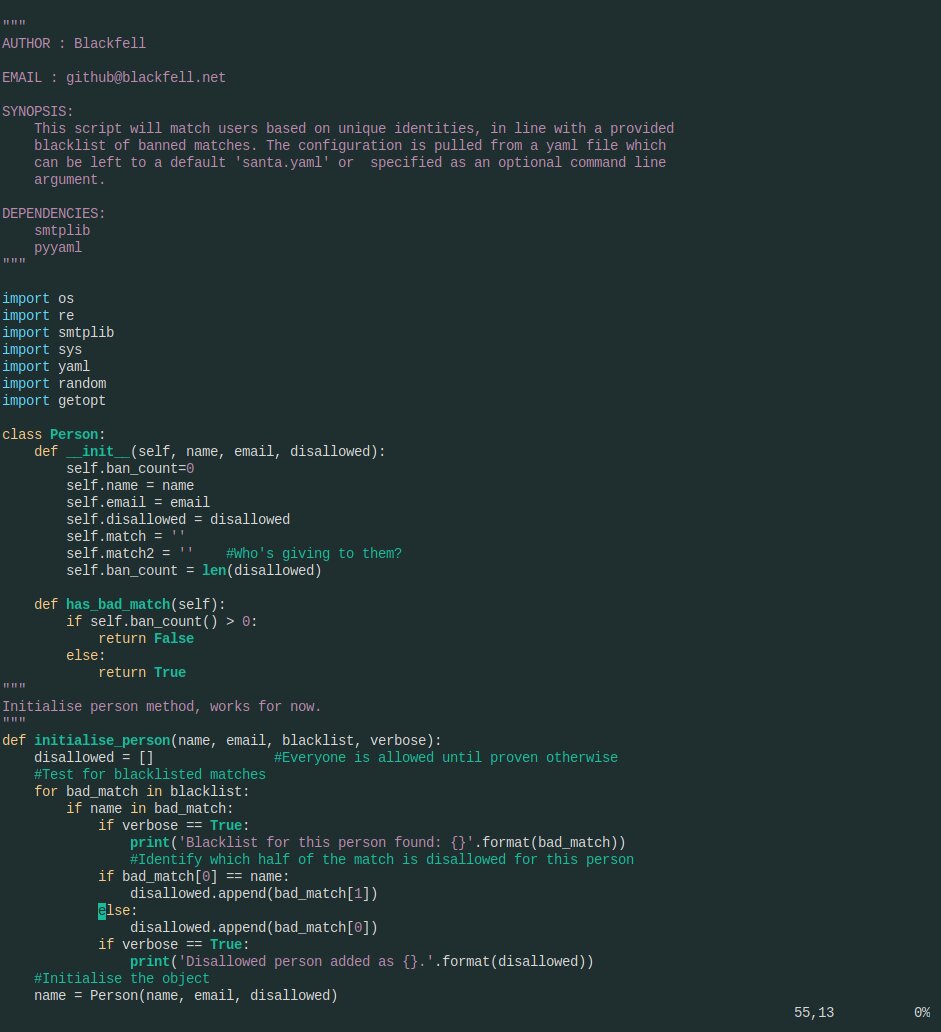 """
AUTHOR : Blackfell

EMAIL : github@blackfell.net

SYNOPSIS:
    This script will match users based on unique identities, in line with a provided
    blacklist of banned matches. The configuration is pulled from a yaml file which
    can be left to a default 'santa.yaml' or  specified as an optional command line
    argument.

DEPENDENCIES:
    smtplib
    pyyaml
"""

import os
import re
import smtplib
import sys
import yaml
import random
import getopt

class Person:
    def __init__(self, name, email, disallowed):
        self.ban_count=0
        self.name = name
        self.email = email
        self.disallowed = disallowed
        self.match = ''
        self.match2 = ''    #Who's giving to them?
        self.ban_count = len(disallowed)

    def has_bad_match(self):
        if self.ban_count() > 0:
            return False
        else:
            return True
"""
Initialise person method, works for now.
"""
def initialise_person(name, email, blacklist, verbose):
    disallowed = []               #Everyone is allowed until proven otherwise
    #Test for blacklisted matches
    for bad_match in blacklist:
        if name in bad_match:
            if verbose == True:
                print('Blacklist for this person found: {}'.format(bad_match))
                #Identify which half of the match is disallowed for this person
            if bad_match[0] == name:
                disallowed.append(bad_match[1])
            else:
                disallowed.append(bad_match[0])
            if verbose == True:
                print('Disallowed person added as {}.'.format(disallowed))
    #Initialise the object
    name = Person(name, email, disallowed)
55,13          0%